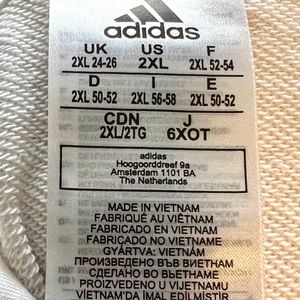 adidas
UK US F
2XL 24-26 2XL 2XL 52-54
D I E
2XL 50-52 2XL 56-58 2XL 50-52
CDN J
2XL/2TG 6XOT
adidas
Hoogoorddreef 9a
Amsterdam 1101 BA
The Netherlands
MADE IN VIETNAM
FABRIQUÉ AU VIÊTNAM
FABRICADO EN VIETNAM
FABRICADO NO VIETNAME
GYÁRTVA: VIETNÁM
ПРОИЗВЕДЕНО ВЪВ ВИЕТНАМ
СДЕЛАНО ВО ВЬЕТНАМЕ
PROIZVEDENO U VIJETNAMU
VIETNAM'DA İMAL EDİLMİŞTİR